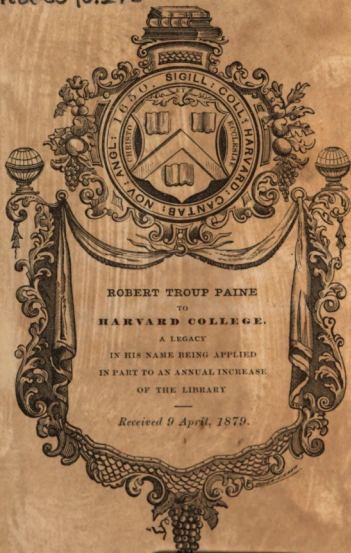 SIGILL: COLL: HARVARD: CANTAB: NOV. ANGL: 1650.
CHRISTO ECCLESIÆ
ROBERT TROUP PAINE
TO
HARVARD COLLEGE.
A LEGACY
IN HIS NAME BEING APPLIED
IN PART TO AN ANNUAL INCREASE
OF THE LIBRARY
Received 9 April, 1879.